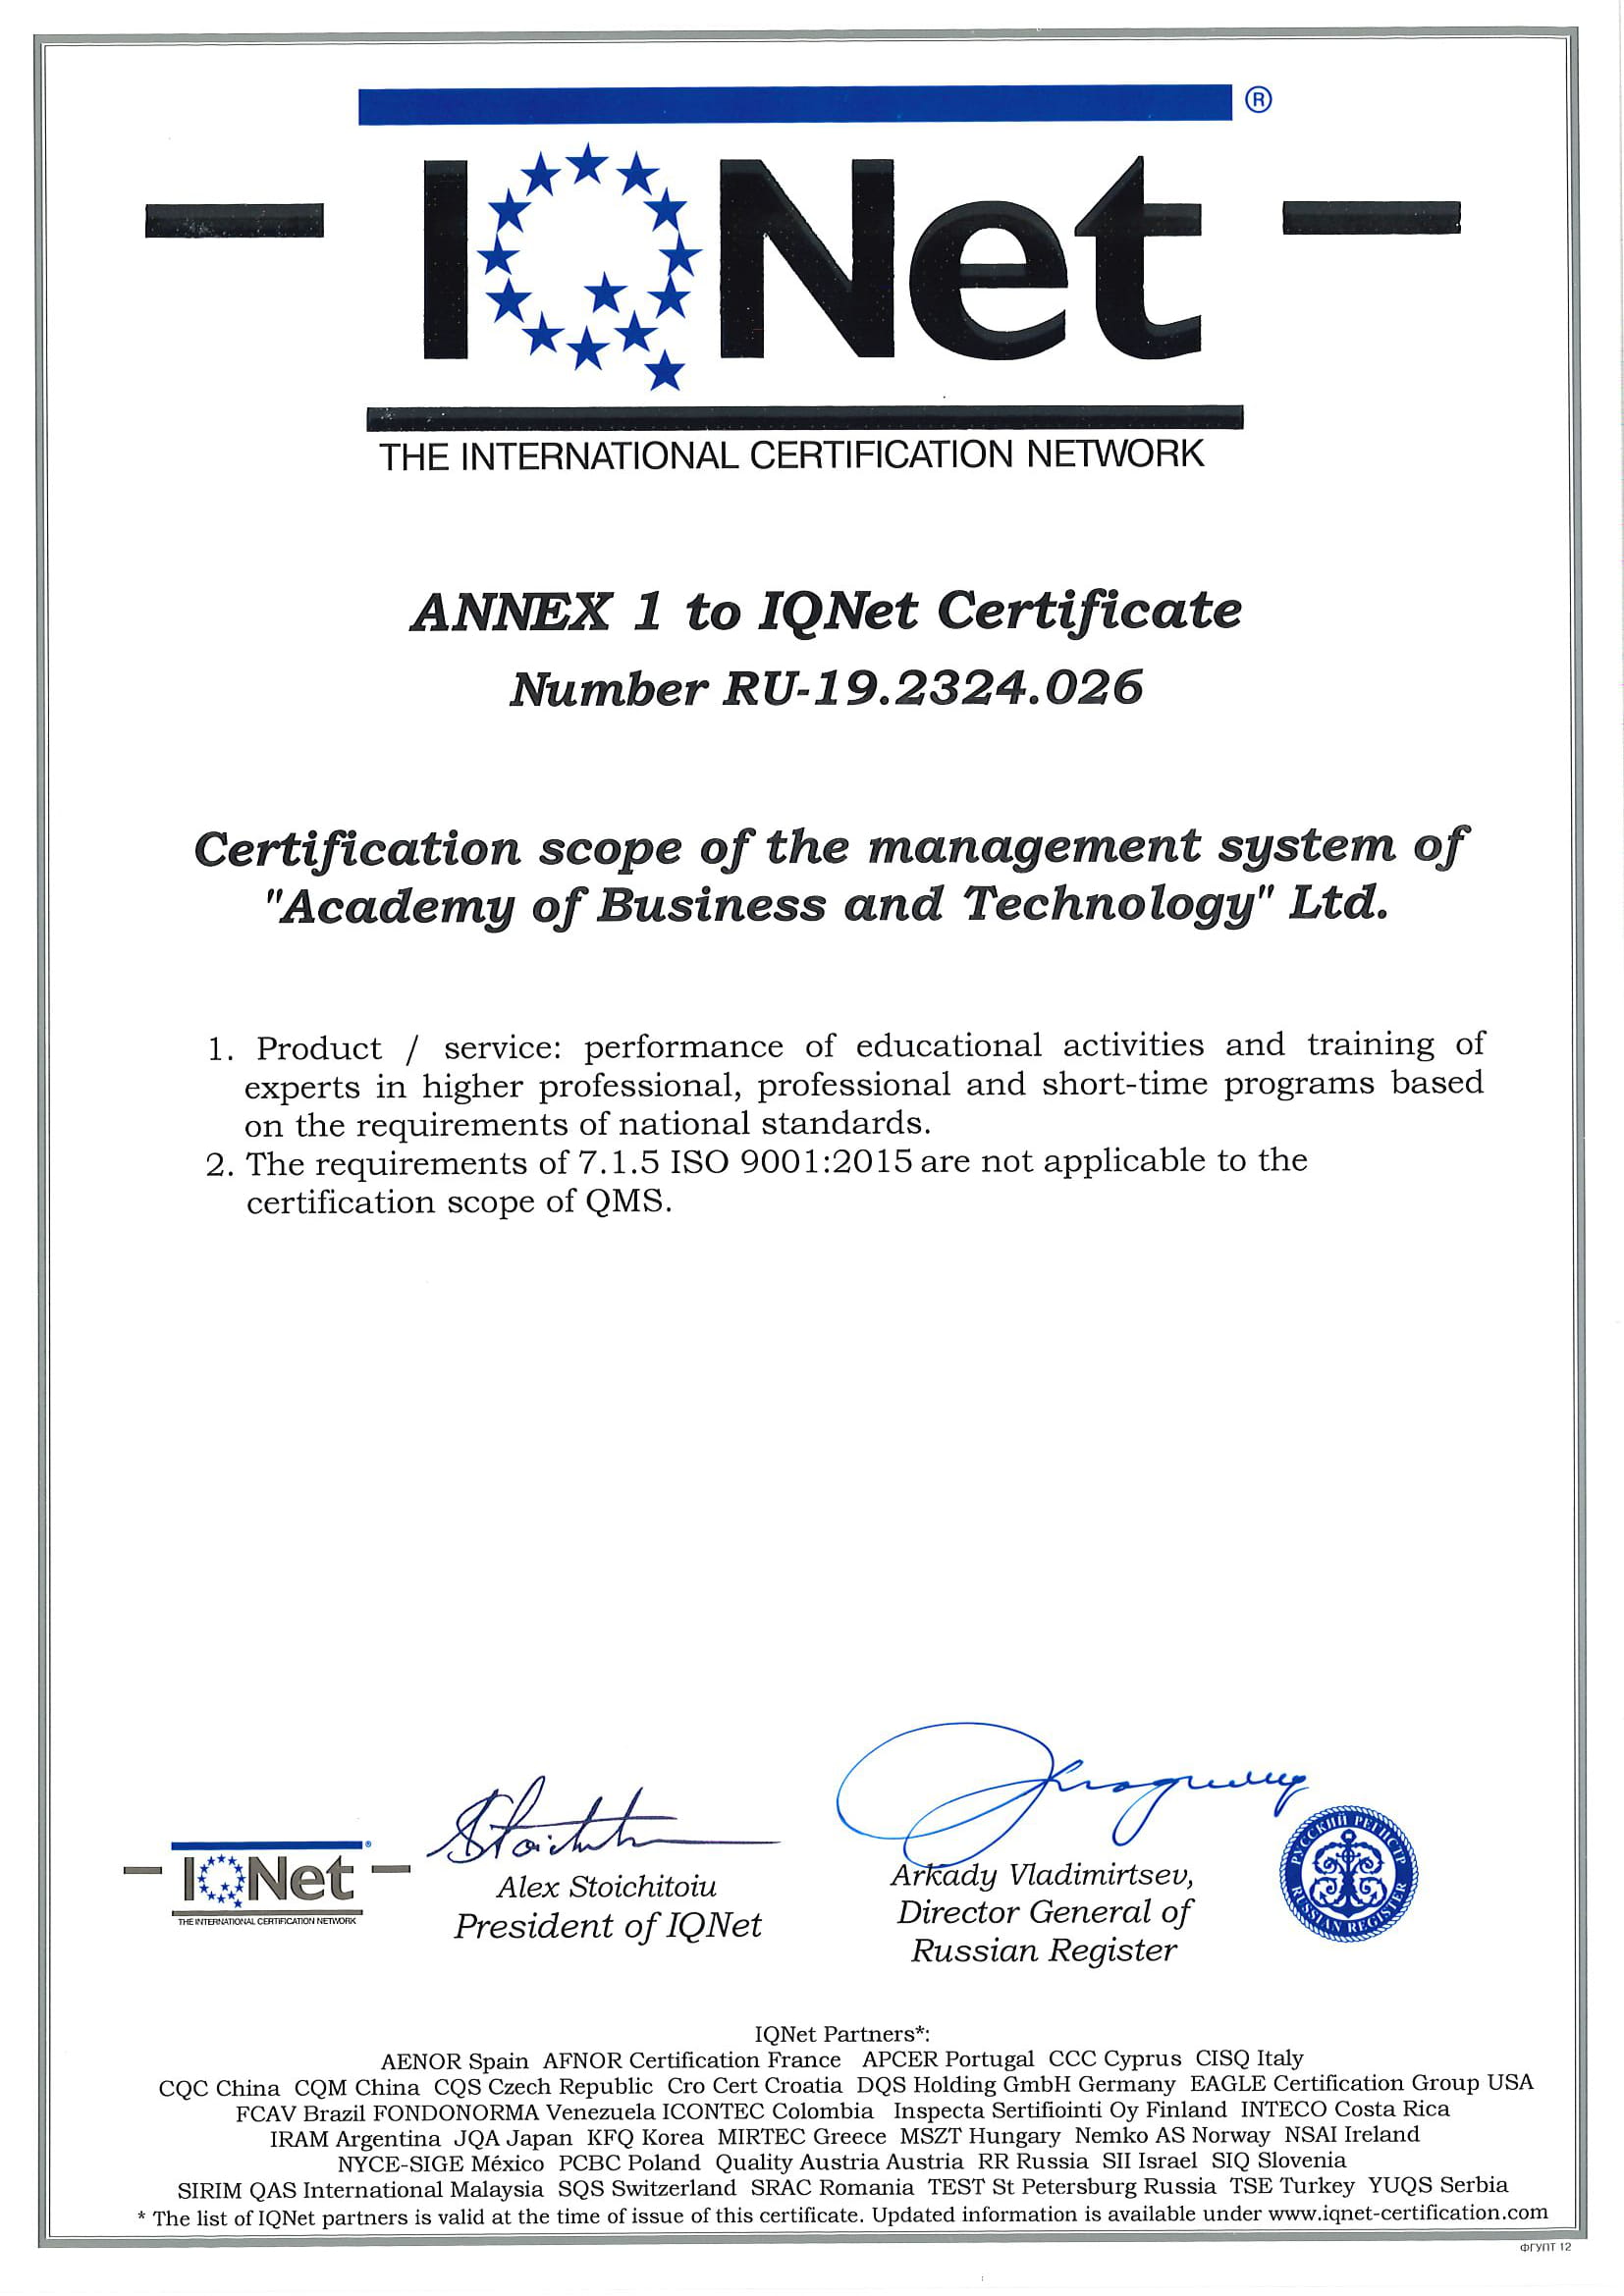 ®
IQNet
THE INTERNATIONAL CERTIFICATION NETWORK
ANNEX 1 to IQNet Certificate
Number RU-19.2324.026
Certification scope of the management system of
"Academy of Business and Technology" Ltd.
1. Product / service: performance of educational activities and training of
experts in higher professional, professional and short-time programs based
on the requirements of national standards.
2. The requirements of 7.1.5 ISO 9001:2015 are not applicable to the
certification scope of QMS.
IQNet ®
THE INTERNATIONAL CERTIFICATION NETWORK
Stoichit
Alex Stoichitoiu
President of IQNet
Arkady Vladimirtsev,
Director General of
Russian Register
РУССКИЙ РЕГИСТР
RUSSIAN REGISTER
IQNet Partners*:
AENOR Spain AFNOR Certification France APCER Portugal CCC Cyprus CISQ Italy
CQC China CQM China CQS Czech Republic Cro Cert Croatia DQS Holding GmbH Germany EAGLE Certification Group USA
FCAV Brazil FONDONORMA Venezuela ICONTEC Colombia Inspecta Sertifiointi Oy Finland INTECO Costa Rica
IRAM Argentina JQA Japan KFQ Korea MIRTEC Greece MSZT Hungary Nemko AS Norway NSAI Ireland
NYCE-SIGE México PCBC Poland Quality Austria Austria RR Russia SII Israel SIQ Slovenia
SIRIM QAS International Malaysia SQS Switzerland SRAC Romania TEST St Petersburg Russia TSE Turkey YUQS Serbia
* The list of IQNet partners is valid at the time of issue of this certificate. Updated information is available under www.iqnet-certification.com
ФГУПТ 12